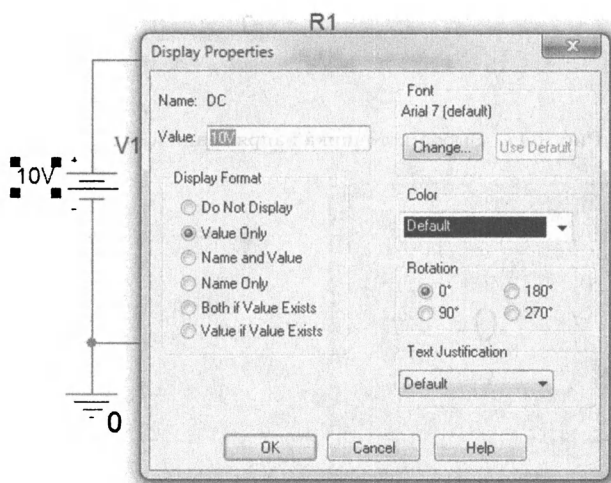 R1
Display Properties
Name: DC
Value: 10V
Display Format
Do Not Display
Value Only
Name and Value
Name Only
Both if Value Exists
Value if Value Exists
Font
Arial 7 (default)
Change...
Use Default
Color
Default
Rotation
0°
180°
90°
270°
Text Justification
Default
OK
Cancel
Help
V1
+
10V
-
0